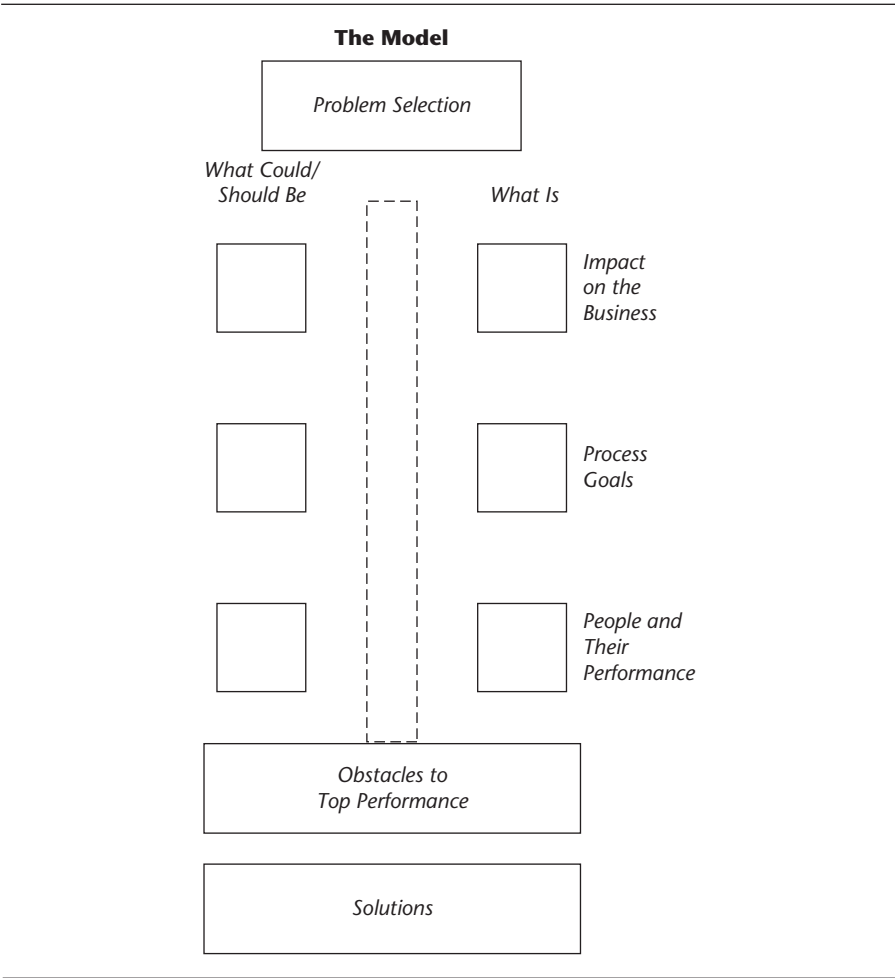 The Model
Problem Selection
What Could/
Should Be
What Is
Impact
on the
Business
Process
Goals
People and
Their
Performance
Obstacles to
Top Performance
Solutions